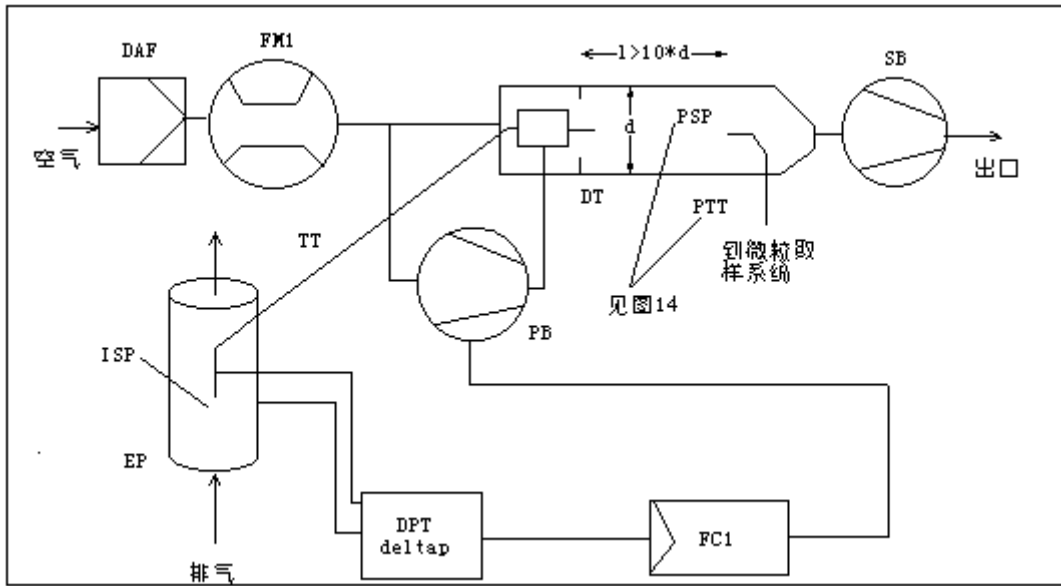 DAF
FM1
l>10*d
SB
空气
d
PSP
出口
DT
PTT
TT
到微粒取
样系统
见图14
PB
ISP
EP
DPT
deltap
FC1
排气